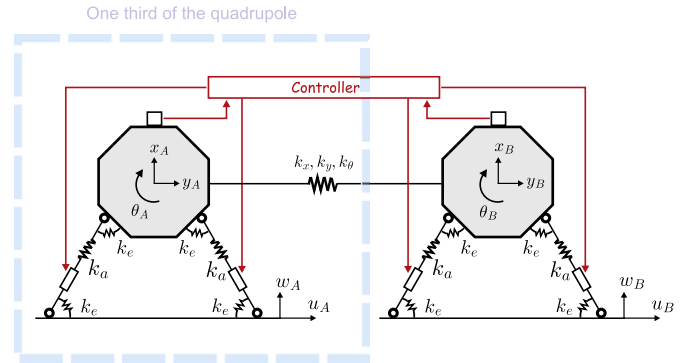 One third of the quadrupole
Controller
x_A
y_A
θ_A
k_x, k_y, k_θ
x_B
y_B
θ_B
k_e
k_e
k_e
k_e
k_a
k_a
k_a
k_a
k_e
k_e
w_A
u_A
k_e
k_e
w_B
u_B